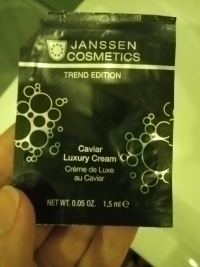 JANSSEN
COSMETICS
TREND EDITION
Caviar
Luxury Cream
Crème de Luxe
au Caviar
NET WT. 0.05 OZ. 1,5 ml ℮